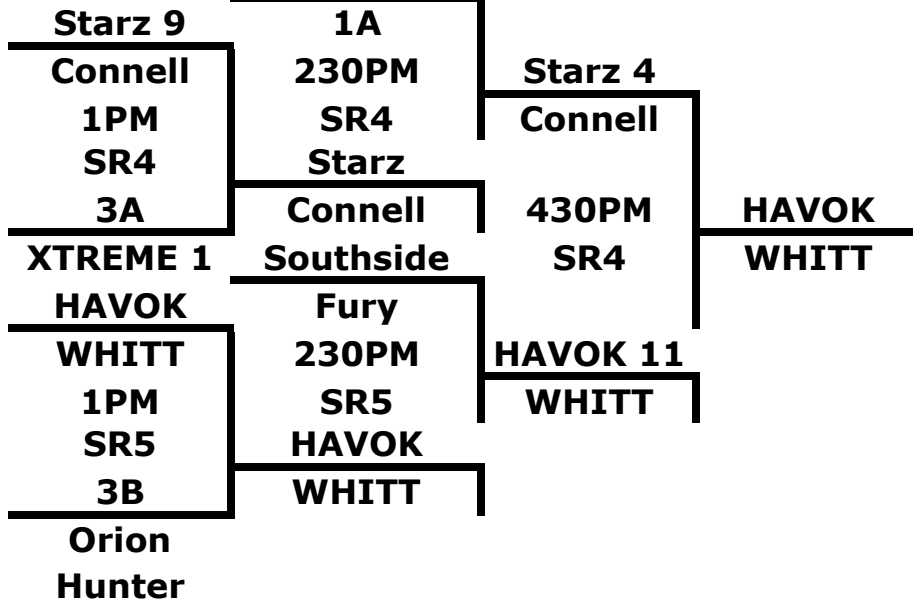 Starz 9
Connell
1PM
SR4
3A
XTREME 1
HAVOK
WHITT
1PM
SR5
3B
Orion
Hunter
1A
230PM
SR4
Starz
Connell
Southside
Fury
230PM
SR5
HAVOK
WHITT
Starz 4
Connell
430PM
SR4
HAVOK 11
WHITT
HAVOK
WHITT